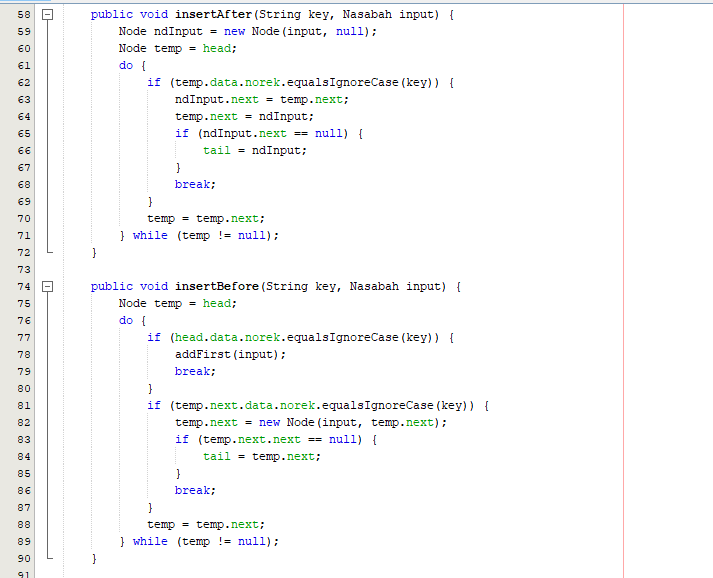 58 public void insertAfter(String key, Nasabah input) {
59 Node ndInput = new Node(input, null);
60 Node temp = head;
61 do {
62 if (temp.data.norek.equalsIgnoreCase(key)) {
63 ndInput.next = temp.next;
64 temp.next = ndInput;
65 if (ndInput.next == null) {
66 tail = ndInput;
67 }
68 break;
69 }
70 temp = temp.next;
71 } while (temp != null);
72 }
73
74 public void insertBefore(String key, Nasabah input) {
75 Node temp = head;
76 do {
77 if (head.data.norek.equalsIgnoreCase(key)) {
78 addFirst(input);
79 break;
80 }
81 if (temp.next.data.norek.equalsIgnoreCase(key)) {
82 temp.next = new Node(input, temp.next);
83 if (temp.next.next == null) {
84 tail = temp.next;
85 }
86 break;
87 }
88 temp = temp.next;
89 } while (temp != null);
90 }
91